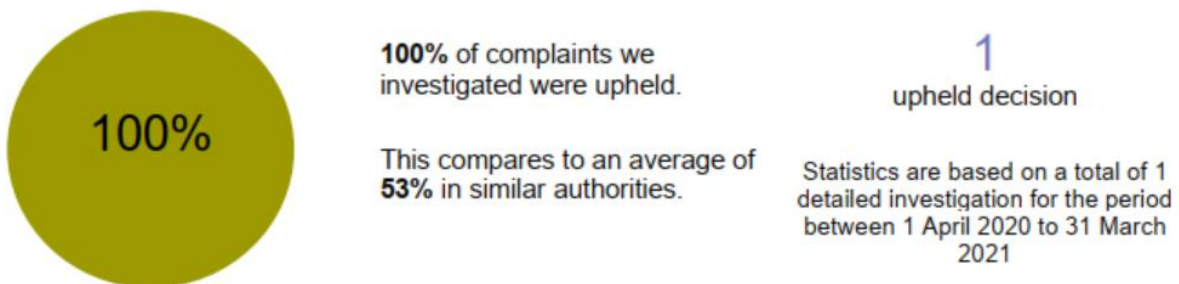 100%
100% of complaints we
investigated were upheld.
This compares to an average of
53% in similar authorities.
1
upheld decision
Statistics are based on a total of 1
detailed investigation for the period
between 1 April 2020 to 31 March
2021